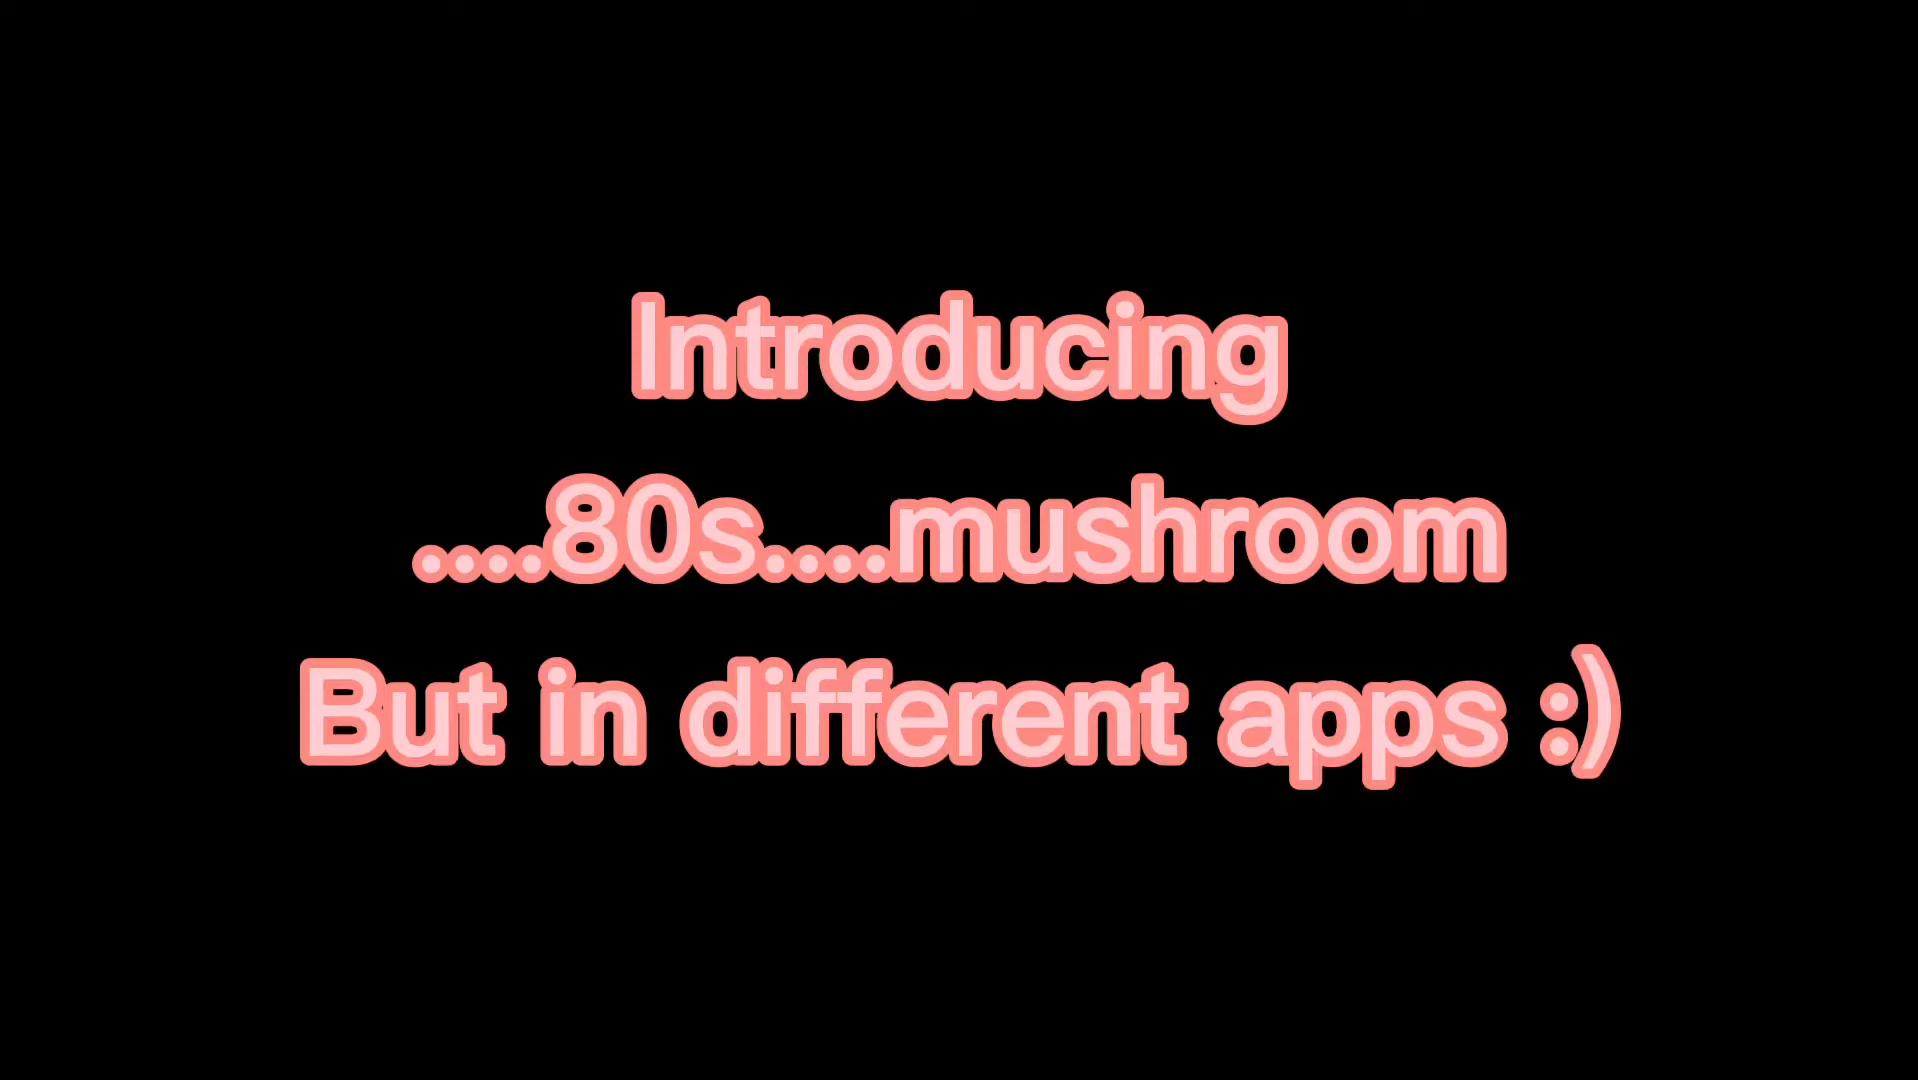 Introducing
....80s....mushroom
But in different apps :)